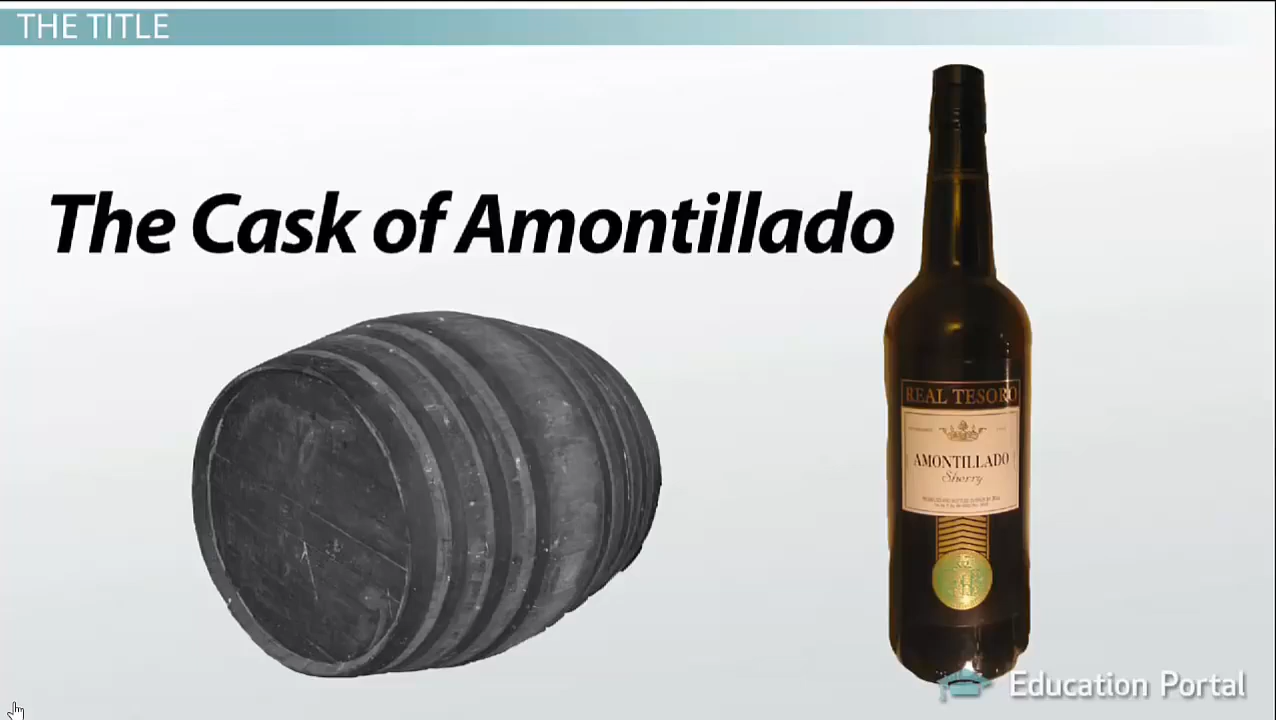 THE TITLE
The Cask of Amontillado
REAL TESORO
AMONTILLADO
Sherry
Education Portal